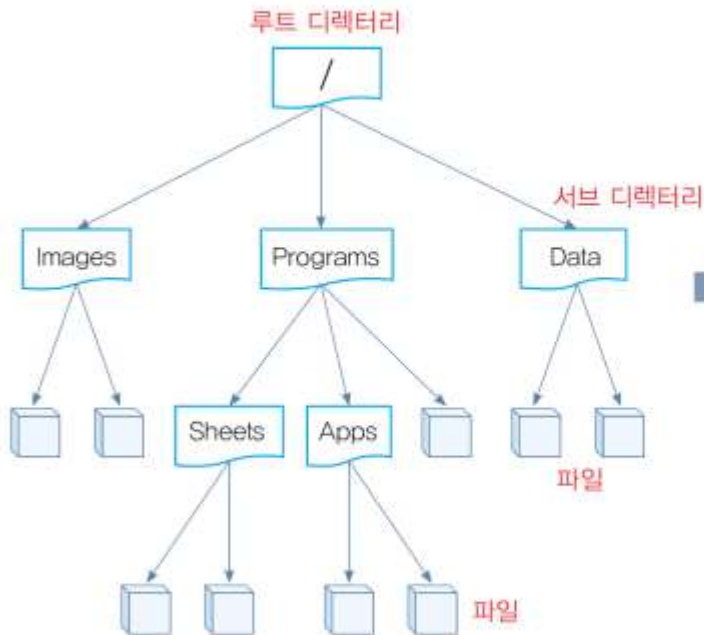 루트 디렉터리
/
서브 디렉터리
Images
Programs
Data
Sheets
Apps
파일
파일